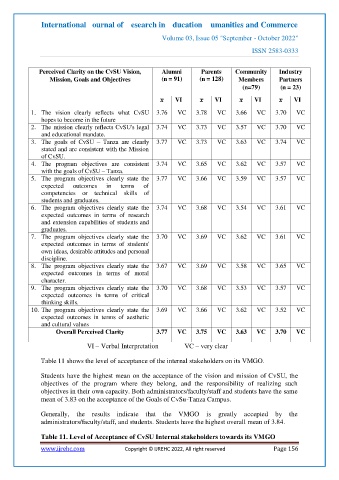 International ournal of esearch in ducation umanities and Commerce
Volume 03, Issue 05 "September - October 2022"
ISSN 2583-0333
Perceived Clarity on the CvSU Vision, Mission, Goals and Objectives Alumni (n = 91) Parents (n = 128) Community Members (n=79) Industry Partners (n = 23)
x VI x VI x VI x VI
1. The vision clearly reflects what CvSU 3.76 VC 3.78 VC 3.66 VC 3.70 VC
hopes to become in the future
2. The mission clearly reflects CvSU's legal 3.74 VC 3.73 VC 3.57 VC 3.70 VC
and educational mandate.
3. The goals of CvSU – Tanza are clearly 3.77 VC 3.73 VC 3.63 VC 3.74 VC
stated and are consistent with the Mission
of CvSU.
4. The program objectives are consistent 3.74 VC 3.65 VC 3.62 VC 3.57 VC
with the goals of CvSU – Tanza.
5. The program objectives clearly state the 3.77 VC 3.66 VC 3.59 VC 3.57 VC
expected outcomes in terms of
competencies or technical skills of
students and graduates.
6. The program objectives clearly state the 3.74 VC 3.68 VC 3.54 VC 3.61 VC
expected outcomes in terms of research
and extension capabilities of students and
graduates.
7. The program objectives clearly state the 3.70 VC 3.69 VC 3.62 VC 3.61 VC
expected outcomes in terms of students'
own ideas, desirable attitudes and personal
discipline.
8. The program objectives clearly state the 3.67 VC 3.69 VC 3.58 VC 3.65 VC
expected outcomes in terms of moral
character.
9. The program objectives clearly state the 3.70 VC 3.68 VC 3.53 VC 3.57 VC
expected outcomes in terms of critical
thinking skills.
10. The program objectives clearly state the 3.69 VC 3.66 VC 3.62 VC 3.52 VC
expected outcomes in terms of aesthetic
and cultural values
Overall Perceived Clarity 3.77 VC 3.75 VC 3.63 VC 3.70 VC
VI – Verbal Interpretation VC – very clear
Table 11 shows the level of acceptance of the internal stakeholders on its VMGO.
Students have the highest mean on the acceptance of the vision and mission of CvSU, the
objectives of the program where they belong, and the responsibility of realizing such
objectives in their own capacity. Both administrators/faculty/staff and students have the same
mean of 3.83 on the acceptance of the Goals of CvSu-Tanza Campus.
Generally, the results indicate that the VMGO is greatly accepted by the
administrators/faculty/staff, and students. Students have the highest overall mean of 3.84.
Table 11. Level of Acceptance of CvSU Internal stakeholders towards its VMGO
www.ijrehc.com Copyright © IJREHC 2022, All right reserved Page 156